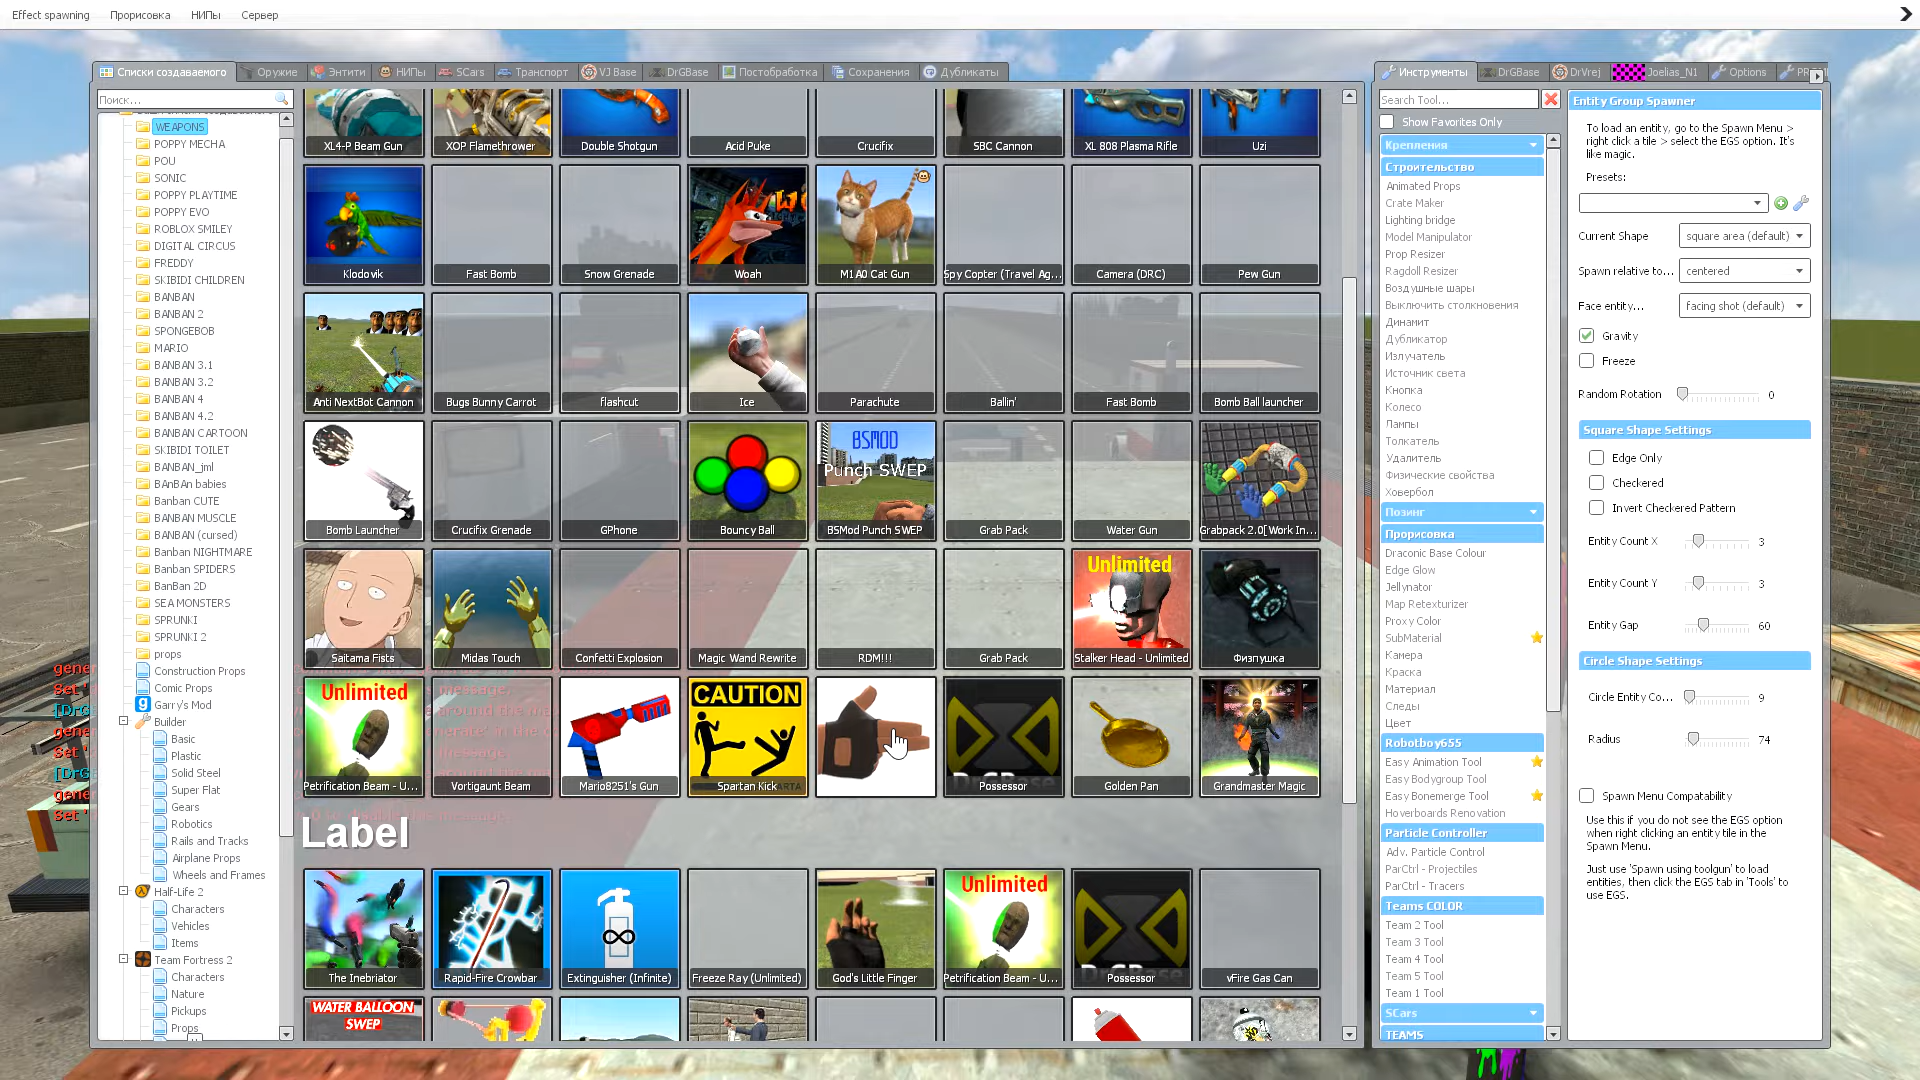 Effect spawning Прорисовка НИПы Сервер
Списки создаваемого Оружие Энтити НИПы SCars Транспорт VJ Base DrGBase Постобработка Сохранения Дубликаты
Поиск...
WEAPONS
POPPY MECHA
POU
SONIC
POPPY PLAYTIME
POPPY EVO
ROBLOX SMILEY
DIGITAL CIRCUS
FREDDY
SKIBIDI CHILDREN
BANBAN
BANBAN 2
SPONGEBOB
MARIO
BANBAN 3.1
BANBAN 3.2
BANBAN 4
BANBAN 4.2
BANBAN CARTOON
SKIBIDI TOILET
BANBAN_jml
BAnBAn babies
Banban CUTE
BANBAN MUSCLE
BANBAN (cursed)
Banban NIGHTMARE
Banban SPIDERS
BanBan 2D
SEA MONSTERS
SPRUNKI
SPRUNKI 2
props
Construction Props
Comic Props
Garry's Mod
Builder
Basic
Plastic
Solid Steel
Super Flat
Gears
Robotics
Rails and Tracks
Airplane Props
Wheels and Frames
Half-Life 2
Characters
Vehicles
Items
Team Fortress 2
Characters
Nature
Pickups
Props
XL4-P Beam Gun XOP Flamethrower Double Shotgun Acid Puke Crucifix SBC Cannon XL 808 Plasma Rifle Uzi
Klodovik Fast Bomb Snow Grenade Woah M1A0 Cat Gun Spy Copter (Travel Ag... Camera (DRC) Pew Gun
Anti NextBot Cannon Bugs Bunny Carrot flashcut Ice Parachute Ballin' Fast Bomb Bomb Ball launcher
BSMOD
Punch SWEP
Bomb Launcher Crucifix Grenade GPhone Bouncy Ball BSMod Punch SWEP Grab Pack Water Gun Grabpack 2.0[Work In...
Unlimited
Saitama Fists Midas Touch Confetti Explosion Magic Wand Rewrite RDM!!! Grab Pack Stalker Head - Unlimited Физпушка
Unlimited CAUTION
Petrification Beam - U... Vortigaunt Beam Mario8251's Gun Spartan Kick Possessor Golden Pan Grandmaster Magic
Label
Unlimited
The Inebriator Rapid-Fire Crowbar Extinguisher (Infinite) Freeze Ray (Unlimited) God's Little Finger Petrification Beam - U... Possessor vFire Gas Can
WATER BALLOON
SWEP
Инструменты DrGBase DrVrej Joelias_N1 Options
Search Tool...
Show Favorites Only
Крепления
Строительство
Animated Props
Crate Maker
Lighting bridge
Model Manipulator
Prop Resizer
Ragdoll Resizer
Воздушные шары
Выключить столкновения
Динамит
Дубликатор
Излучатель
Источник света
Кнопка
Колесо
Лампы
Толкатель
Удалитель
Физические свойства
Ховербол
Позинг
Прорисовка
Draconic Base Colour
Edge Glow
Jellynator
Map Retexturizer
Proxy Color
SubMaterial
Камера
Краска
Материал
Следы
Цвет
Robotboy655
Easy Animation Tool
Easy Bodygroup Tool
Easy Bonemerge Tool
Hoverboards Renovation
Particle Controller
Adv. Particle Control
ParCtrl - Projectiles
ParCtrl - Tracers
Teams COLOR
Team 2 Tool
Team 3 Tool
Team 4 Tool
Team 5 Tool
Team 1 Tool
SCars
TEAMS
Entity Group Spawner
To load an entity, go to the Spawn Menu >
right click a tile > select the EGS option. It's
like magic.
Presets:
Current Shape square area (default)
Spawn relative to... centered
Face entity... facing shot (default)
Gravity
Freeze
Random Rotation 0
Square Shape Settings
Edge Only
Checkered
Invert Checkered Pattern
Entity Count X 3
Entity Count Y 3
Entity Gap 60
Circle Shape Settings
Circle Entity Co... 9
Radius 74
Spawn Menu Compatability
Use this if you do not see the EGS option
when right clicking an entity tile in the
Spawn Menu.
Just use 'Spawn using toolgun' to load
entities, then click the EGS tab in 'Tools' to
use EGS.